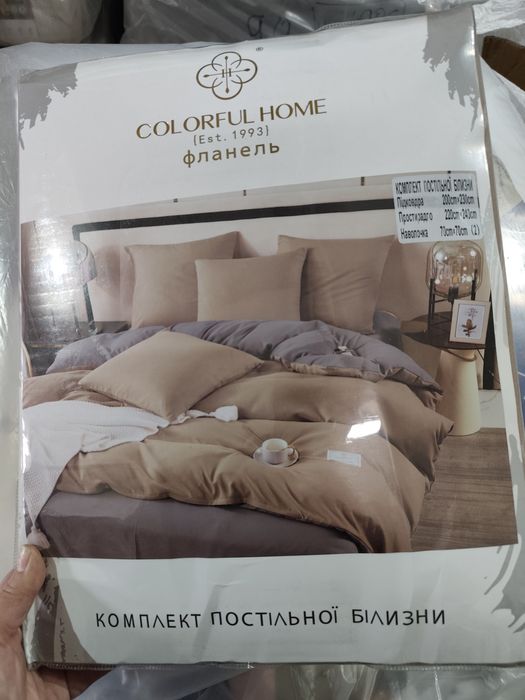 COLORFUL HOME
®
{Est. 1993}
фланель
КОМПЛЕКТ ПОСТІЛЬНОЇ БІЛИЗНИ
Підковдра 200cm×230cm
Простирадго 220cm×240cm
Наволочка 70cm×70cm (2)
КОМПЛЕКТ ПОСТІЛЬНОЇ БІЛИЗНИ